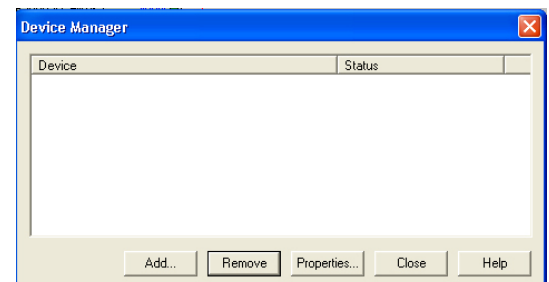 Device Manager
Device Status
Add... Remove Properties... Close Help